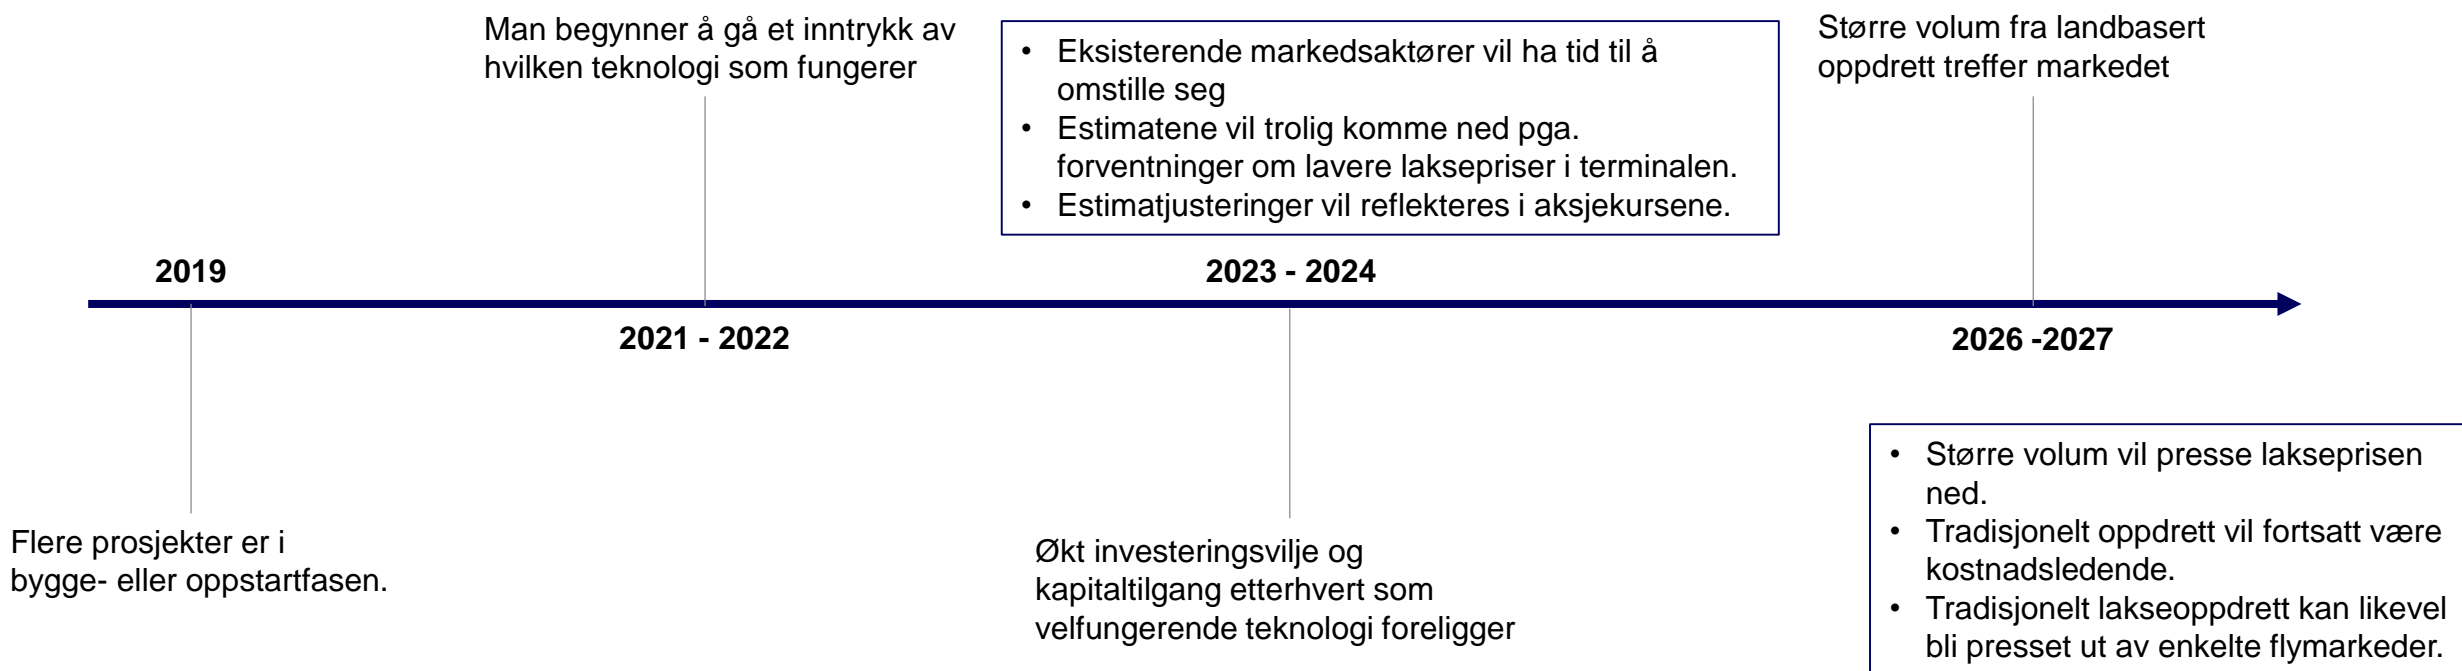 Man begynner å gå et inntrykk av
hvilken teknologi som fungerer
• Eksisterende markedsaktører vil ha tid til å
omstille seg
• Estimatene vil trolig komme ned pga.
forventninger om lavere laksepriser i terminalen.
• Estimatjusteringer vil reflekteres i aksjekursene.
Større volum fra landbasert
oppdrett treffer markedet
2019
2023 - 2024
2021 - 2022
2026 -2027
Flere prosjekter er i
bygge- eller oppstartfasen.
Økt investeringsvilje og
kapitaltilgang etterhvert som
velfungerende teknologi foreligger
• Større volum vil presse lakseprisen
ned.
• Tradisjonelt oppdrett vil fortsatt være
kostnadsledende.
• Tradisjonelt lakseoppdrett kan likevel
bli presset ut av enkelte flymarkeder.